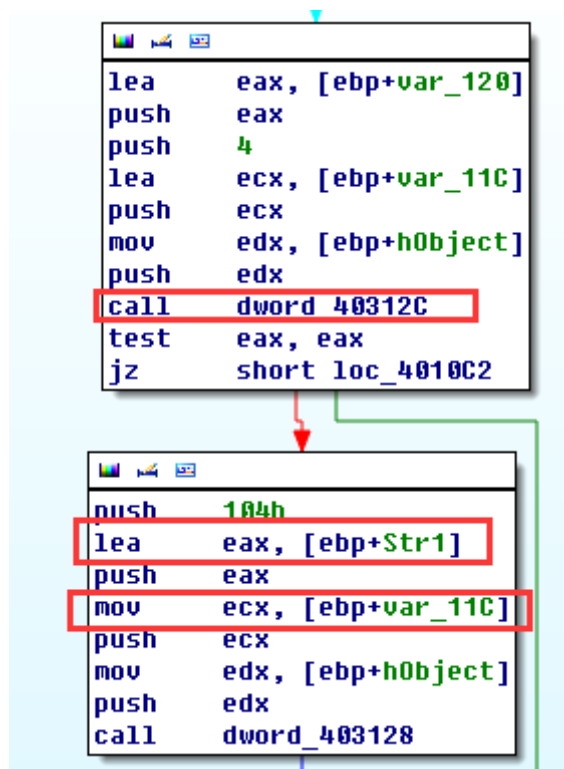 lea eax, [ebp+var_120]
push eax
push 4
lea ecx, [ebp+var_11C]
push ecx
mov edx, [ebp+hObject]
push edx
call dword 40312C
test eax, eax
jz short loc_4010C2
push 104h
lea eax, [ebp+Str1]
push eax
mov ecx, [ebp+var_11C]
push ecx
mov edx, [ebp+hObject]
push edx
call dword_403128